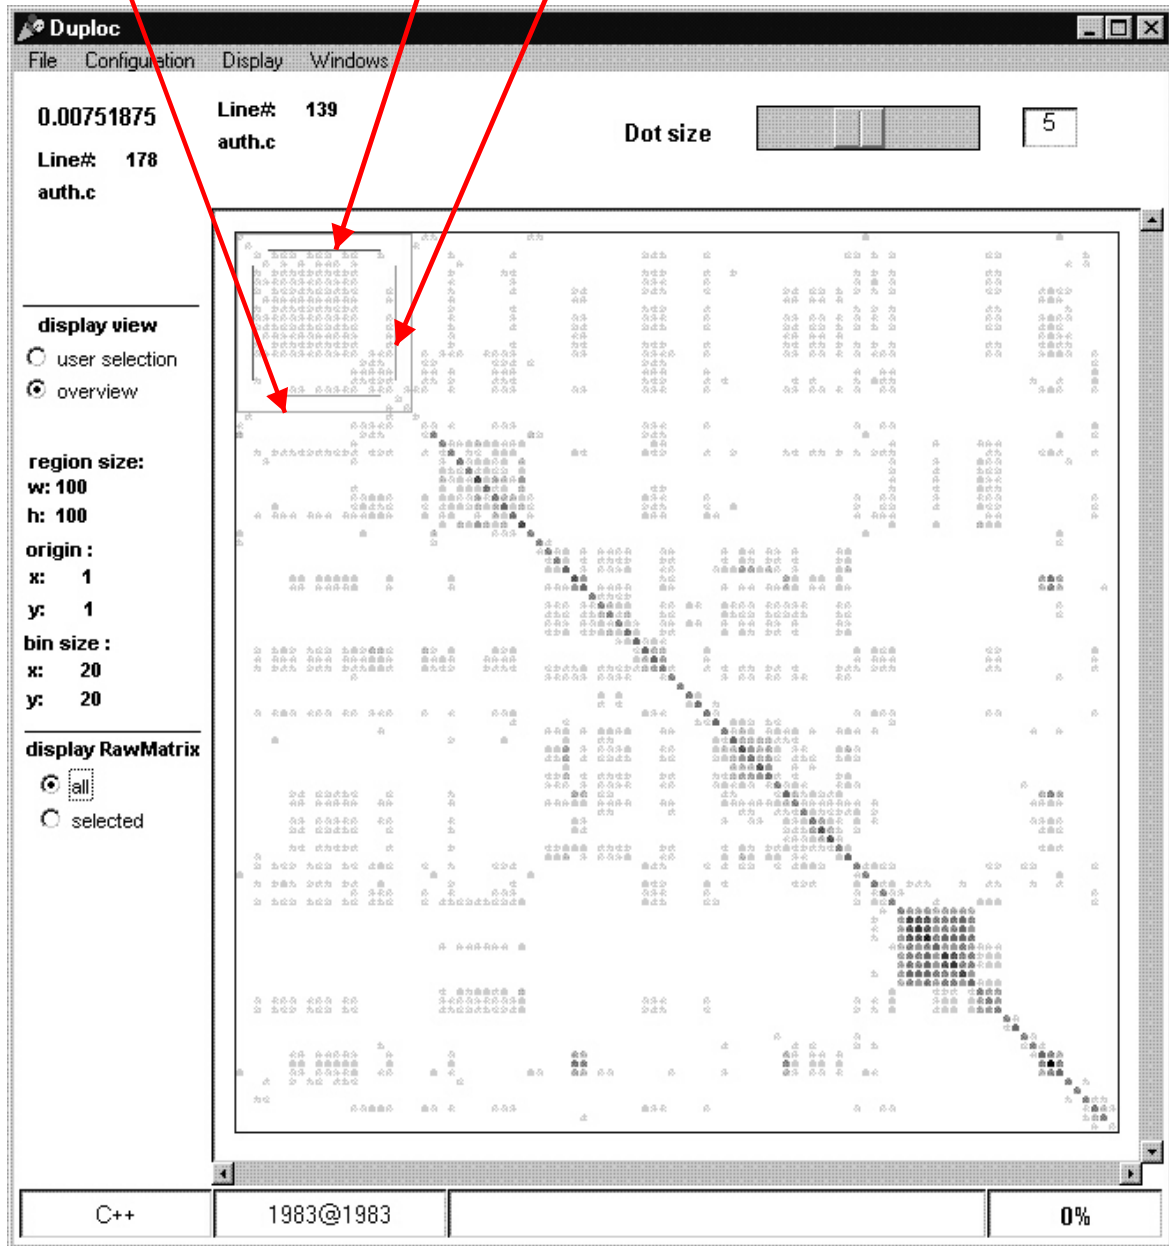 Duploc
File Configuration Display Windows
0.00751875
Line#: 139
auth.c
Line#: 178
auth.c
Dot size
5
display view
user selection
overview
region size:
w: 100
h: 100
origin :
x: 1
y: 1
bin size :
x: 20
y: 20
display RawMatrix
all
selected
C++
1983@1983
0%